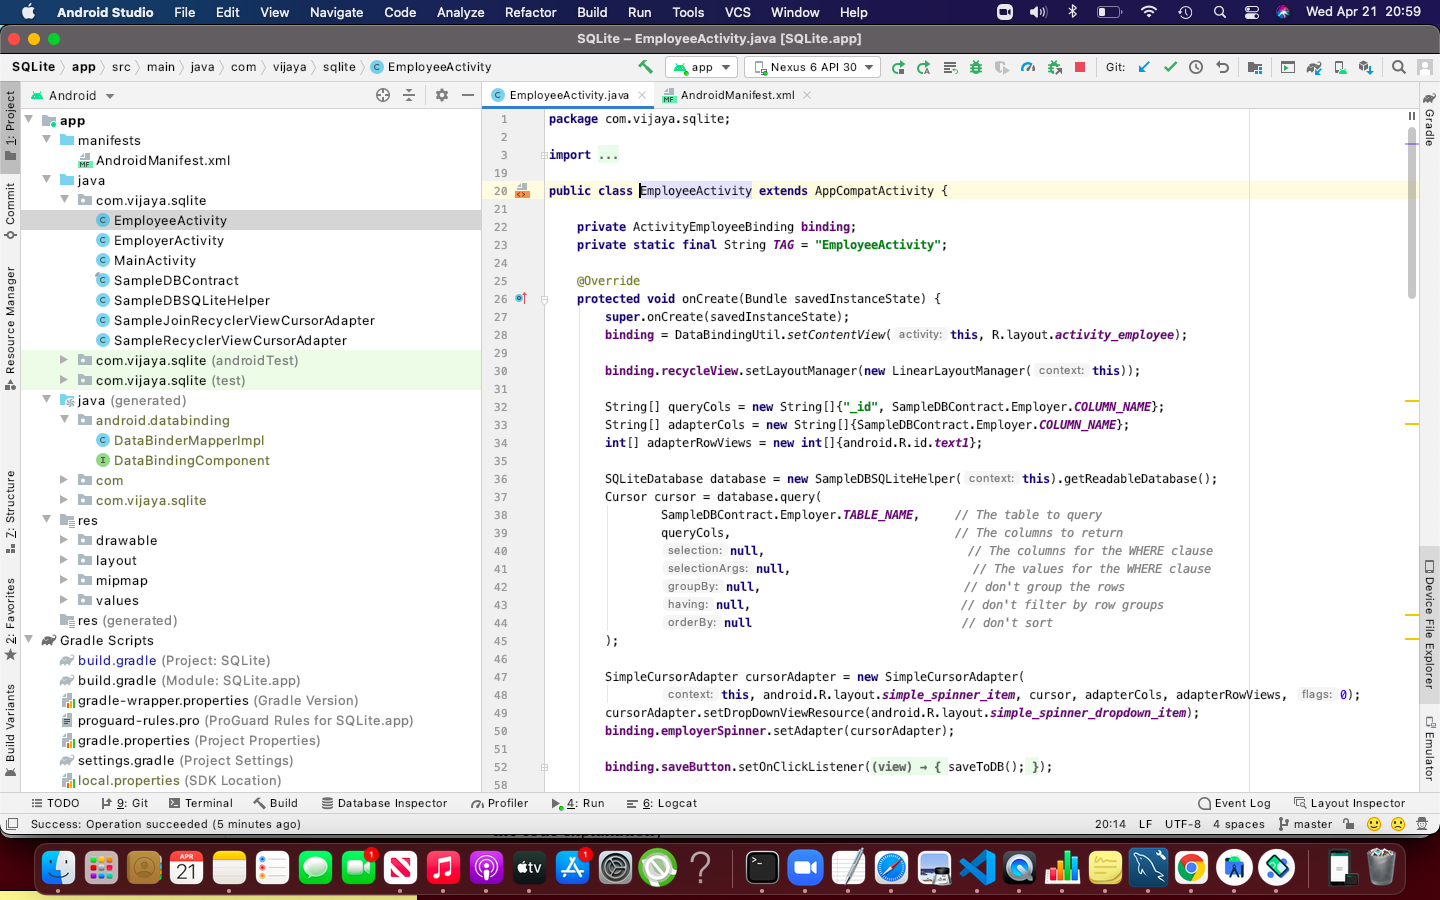 Android Studio File Edit View Navigate Code Analyze Refactor Build Run Tools VCS Window Help Wed Apr 21 20:59
SQLite – EmployeeActivity.java [SQLite.app]
SQLite app src main java com vijaya sqlite EmployeeActivity app Nexus 6 API 30 Git:
Android
EmployeeActivity.java AndroidManifest.xml
1: Project
Commit
Resource Manager
Z: Structure
2: Favorites
Build Variants
app
manifests
AndroidManifest.xml
java
com.vijaya.sqlite
EmployeeActivity
EmployerActivity
MainActivity
SampleDBContract
SampleDBSQLiteHelper
SampleJoinRecyclerViewCursorAdapter
SampleRecyclerViewCursorAdapter
com.vijaya.sqlite (androidTest)
com.vijaya.sqlite (test)
java (generated)
android.databinding
DataBinderMapperImpl
DataBindingComponent
com
com.vijaya.sqlite
res
drawable
layout
mipmap
values
res (generated)
Gradle Scripts
build.gradle (Project: SQLite)
build.gradle (Module: SQLite.app)
gradle-wrapper.properties (Gradle Version)
proguard-rules.pro (ProGuard Rules for SQLite.app)
gradle.properties (Project Properties)
settings.gradle (Project Settings)
local.properties (SDK Location)
1 package com.vijaya.sqlite;
2
3 import ...
19
20 public class EmployeeActivity extends AppCompatActivity {
21
22 private ActivityEmployeeBinding binding;
23 private static final String TAG = "EmployeeActivity";
24
25 @Override
26 protected void onCreate(Bundle savedInstanceState) {
27 super.onCreate(savedInstanceState);
28 binding = DataBindingUtil.setContentView( activity: this, R.layout.activity_employee);
29
30 binding.recycleView.setLayoutManager(new LinearLayoutManager( context: this));
31
32 String[] queryCols = new String[]{"_id", SampleDBContract.Employer.COLUMN_NAME};
33 String[] adapterCols = new String[]{SampleDBContract.Employer.COLUMN_NAME};
34 int[] adapterRowViews = new int[]{android.R.id.text1};
35
36 SQLiteDatabase database = new SampleDBSQLiteHelper( context: this).getReadableDatabase();
37 Cursor cursor = database.query(
38 SampleDBContract.Employer.TABLE_NAME, // The table to query
39 queryCols, // The columns to return
40 selection: null, // The columns for the WHERE clause
41 selectionArgs: null, // The values for the WHERE clause
42 groupBy: null, // don't group the rows
43 having: null, // don't filter by row groups
44 orderBy: null // don't sort
45 );
46
47 SimpleCursorAdapter cursorAdapter = new SimpleCursorAdapter(
48 context: this, android.R.layout.simple_spinner_item, cursor, adapterCols, adapterRowViews, flags: 0);
49 cursorAdapter.setDropDownViewResource(android.R.layout.simple_spinner_dropdown_item);
50 binding.employerSpinner.setAdapter(cursorAdapter);
51
52 binding.saveButton.setOnClickListener((view) → { saveToDB(); });
58
Gradle
Device File Explorer
Emulator
TODO 9: Git Terminal Build Database Inspector Profiler 4: Run 6: Logcat Event Log Layout Inspector
Success: Operation succeeded (5 minutes ago) 20:14 LF UTF-8 4 spaces master
APR
21
1
tv
1